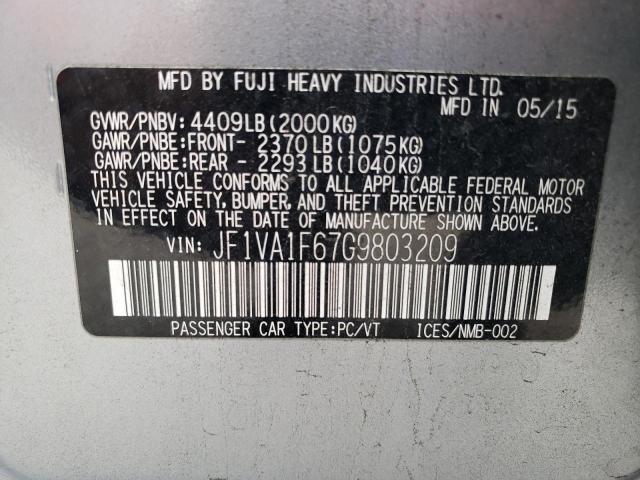 MFD BY FUJI HEAVY INDUSTRIES LTD.
MFD IN 05/15
GVWR/PNBV: 4409LB(2000KG)
GAWR/PNBE:FRONT- 2370LB(1075KG)
GAWR/PNBE:REAR - 2293LB(1040KG)
THIS VEHICLE CONFORMS TO ALL APPLICABLE FEDERAL MOTOR
VEHICLE SAFETY, BUMPER, AND THEFT PREVENTION STANDARDS
IN EFFECT ON THE DATE OF MANUFACTURE SHOWN ABOVE.
VIN: JF1VA1F67G9803209
PASSENGER CAR TYPE:PC/VT ICES/NMB-002